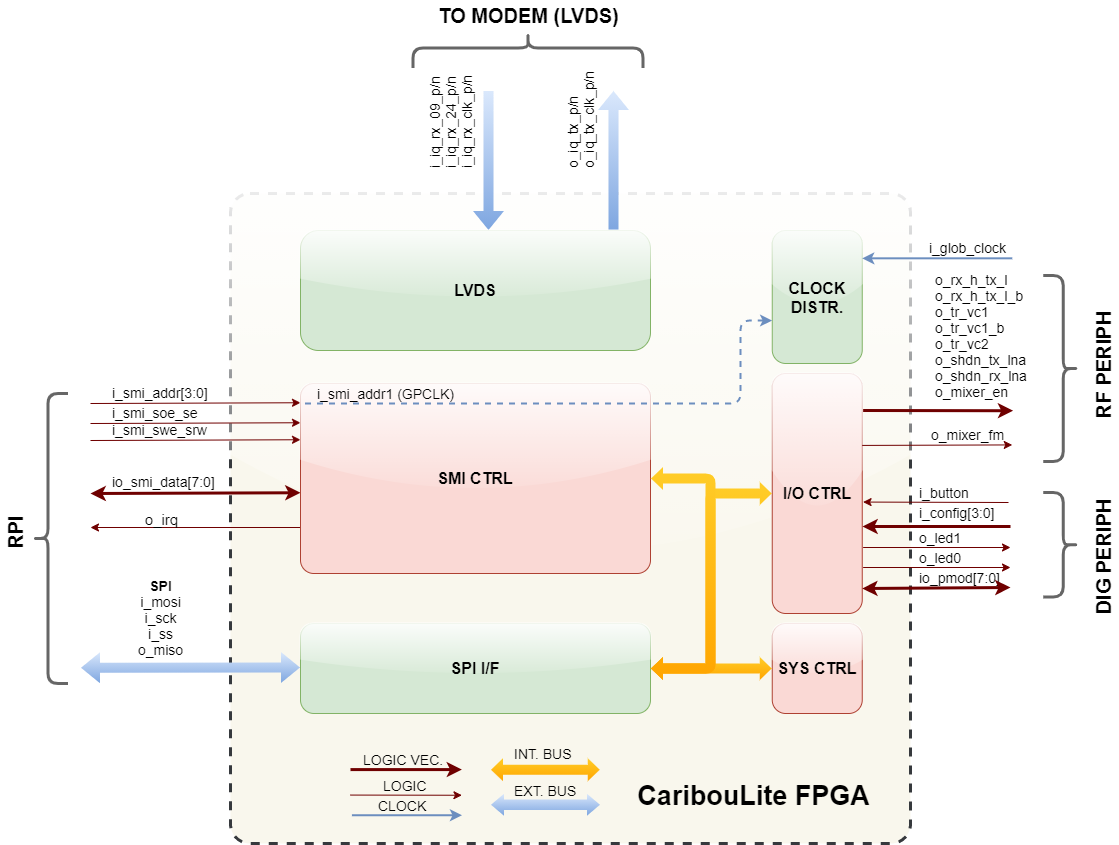 TO MODEM (LVDS)
i_iq_rx_09_p/n
i_iq_rx_24_p/n
i_iq_rx_clk_p/n
o_iq_tx_p/n
o_iq_tx_clk_p/n
LVDS
CLOCK
DISTR.
i_glob_clock
o_rx_h_tx_l
o_rx_h_tx_l_b
o_tr_vc1
o_tr_vc1_b
o_tr_vc2
o_shdn_tx_lna
o_shdn_rx_lna
o_mixer_en
o_mixer_fm
RF PERIPH
i_smi_addr[3:0]
i_smi_soe_se
i_smi_swe_srw
io_smi_data[7:0]
o_irq
RPI
i_smi_addr1 (GPCLK)
SMI CTRL
I/O CTRL
i_button
i_config[3:0]
o_led1
o_led0
io_pmod[7:0]
DIG PERIPH
SPI
i_mosi
i_sck
i_ss
o_miso
SPI I/F
SYS CTRL
LOGIC VEC.
LOGIC
CLOCK
INT. BUS
EXT. BUS
CaribouLite FPGA